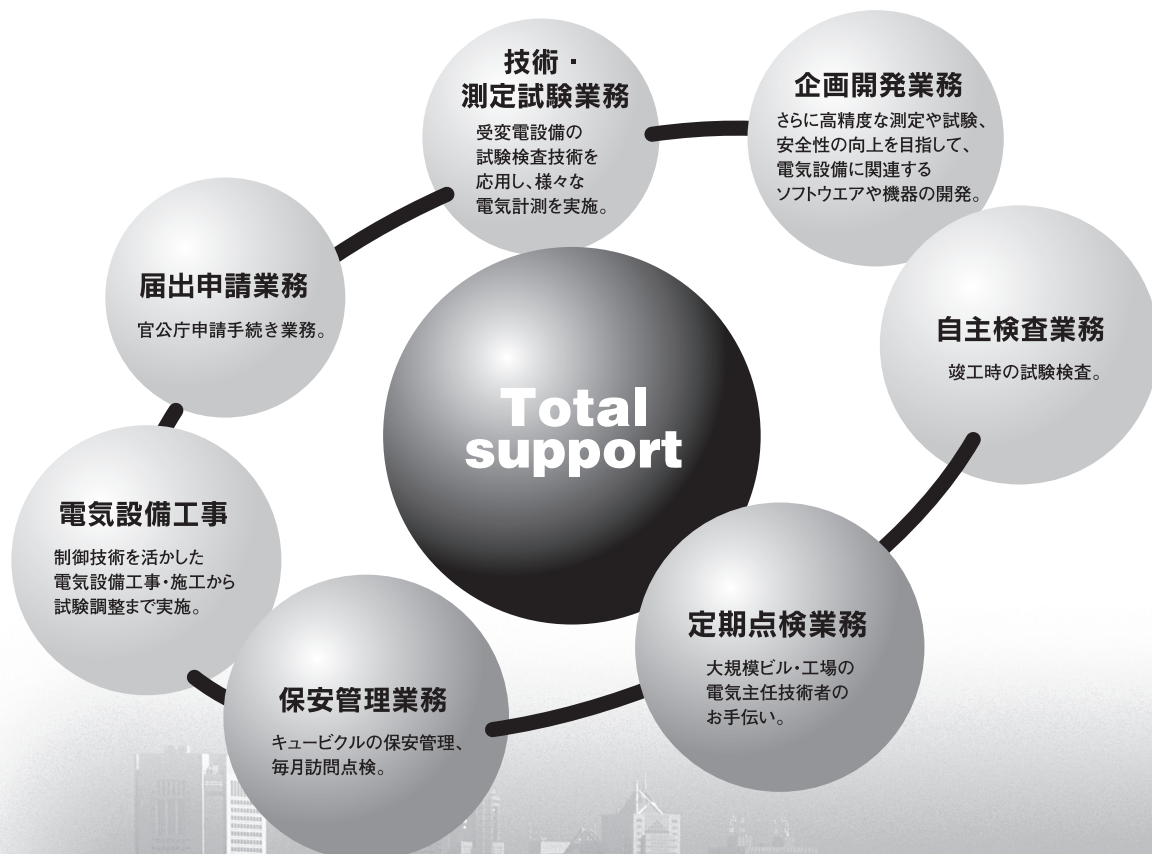 技術・
測定試験業務
受変電設備の
試験検査技術を
応用し、様々な
電気計測を実施。
企画開発業務
さらに高精度な測定や試験、
安全性の向上を目指して、
電気設備に関連する
ソフトウエアや機器の開発。
届出申請業務
官公庁申請手続き業務。
自主検査業務
竣工時の試験検査。
Total
support
電気設備工事
制御技術を活かした
電気設備工事・施工から
試験調整まで実施。
定期点検業務
大規模ビル・工場の
電気主任技術者の
お手伝い。
保安管理業務
キュービクルの保安管理、
毎月訪問点検。